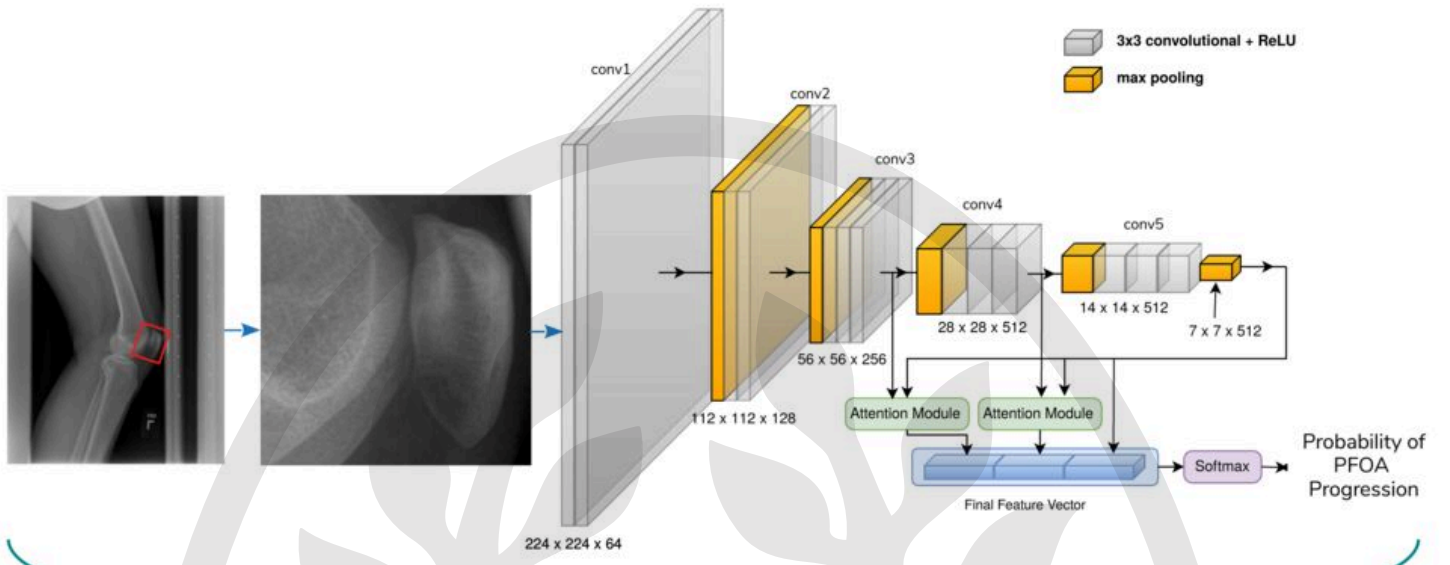 3x3 convolutional + ReLU
max pooling
conv1
conv2
conv3
conv4
conv5
14 x 14 x 512
28 x 28 x 512
7 x 7 x 512
56 x 56 x 256
112 x 112 x 128
224 x 224 x 64
Attention Module
Attention Module
Final Feature Vector
Softmax
Probability of
PFOA
Progression